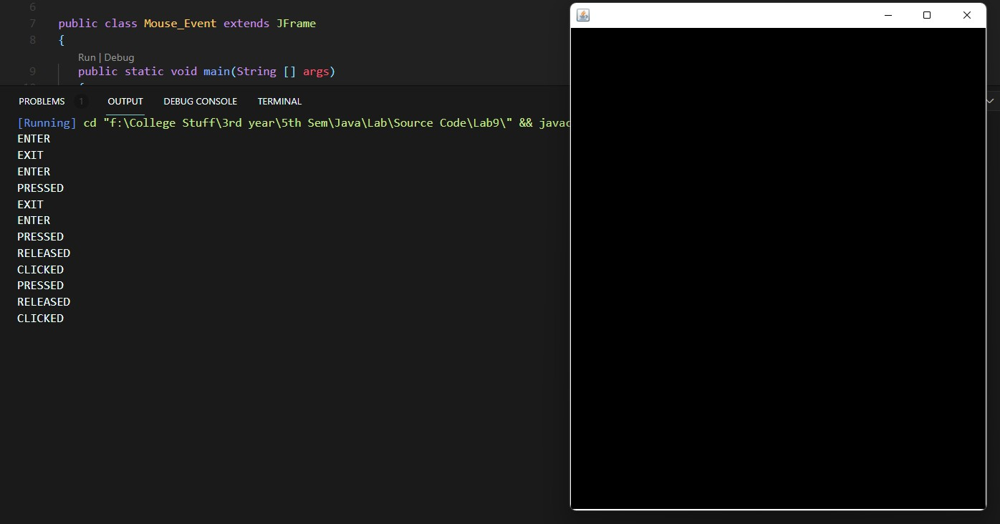 6
7 public class Mouse_Event extends JFrame
8 {
Run | Debug
9 public static void main(String [] args)
PROBLEMS 1 OUTPUT DEBUG CONSOLE TERMINAL
[Running] cd "f:\College Stuff\3rd year\5th Sem\Java\Lab\Source Code\Lab9\" && javac
ENTER
EXIT
ENTER
PRESSED
EXIT
ENTER
PRESSED
RELEASED
CLICKED
PRESSED
RELEASED
CLICKED